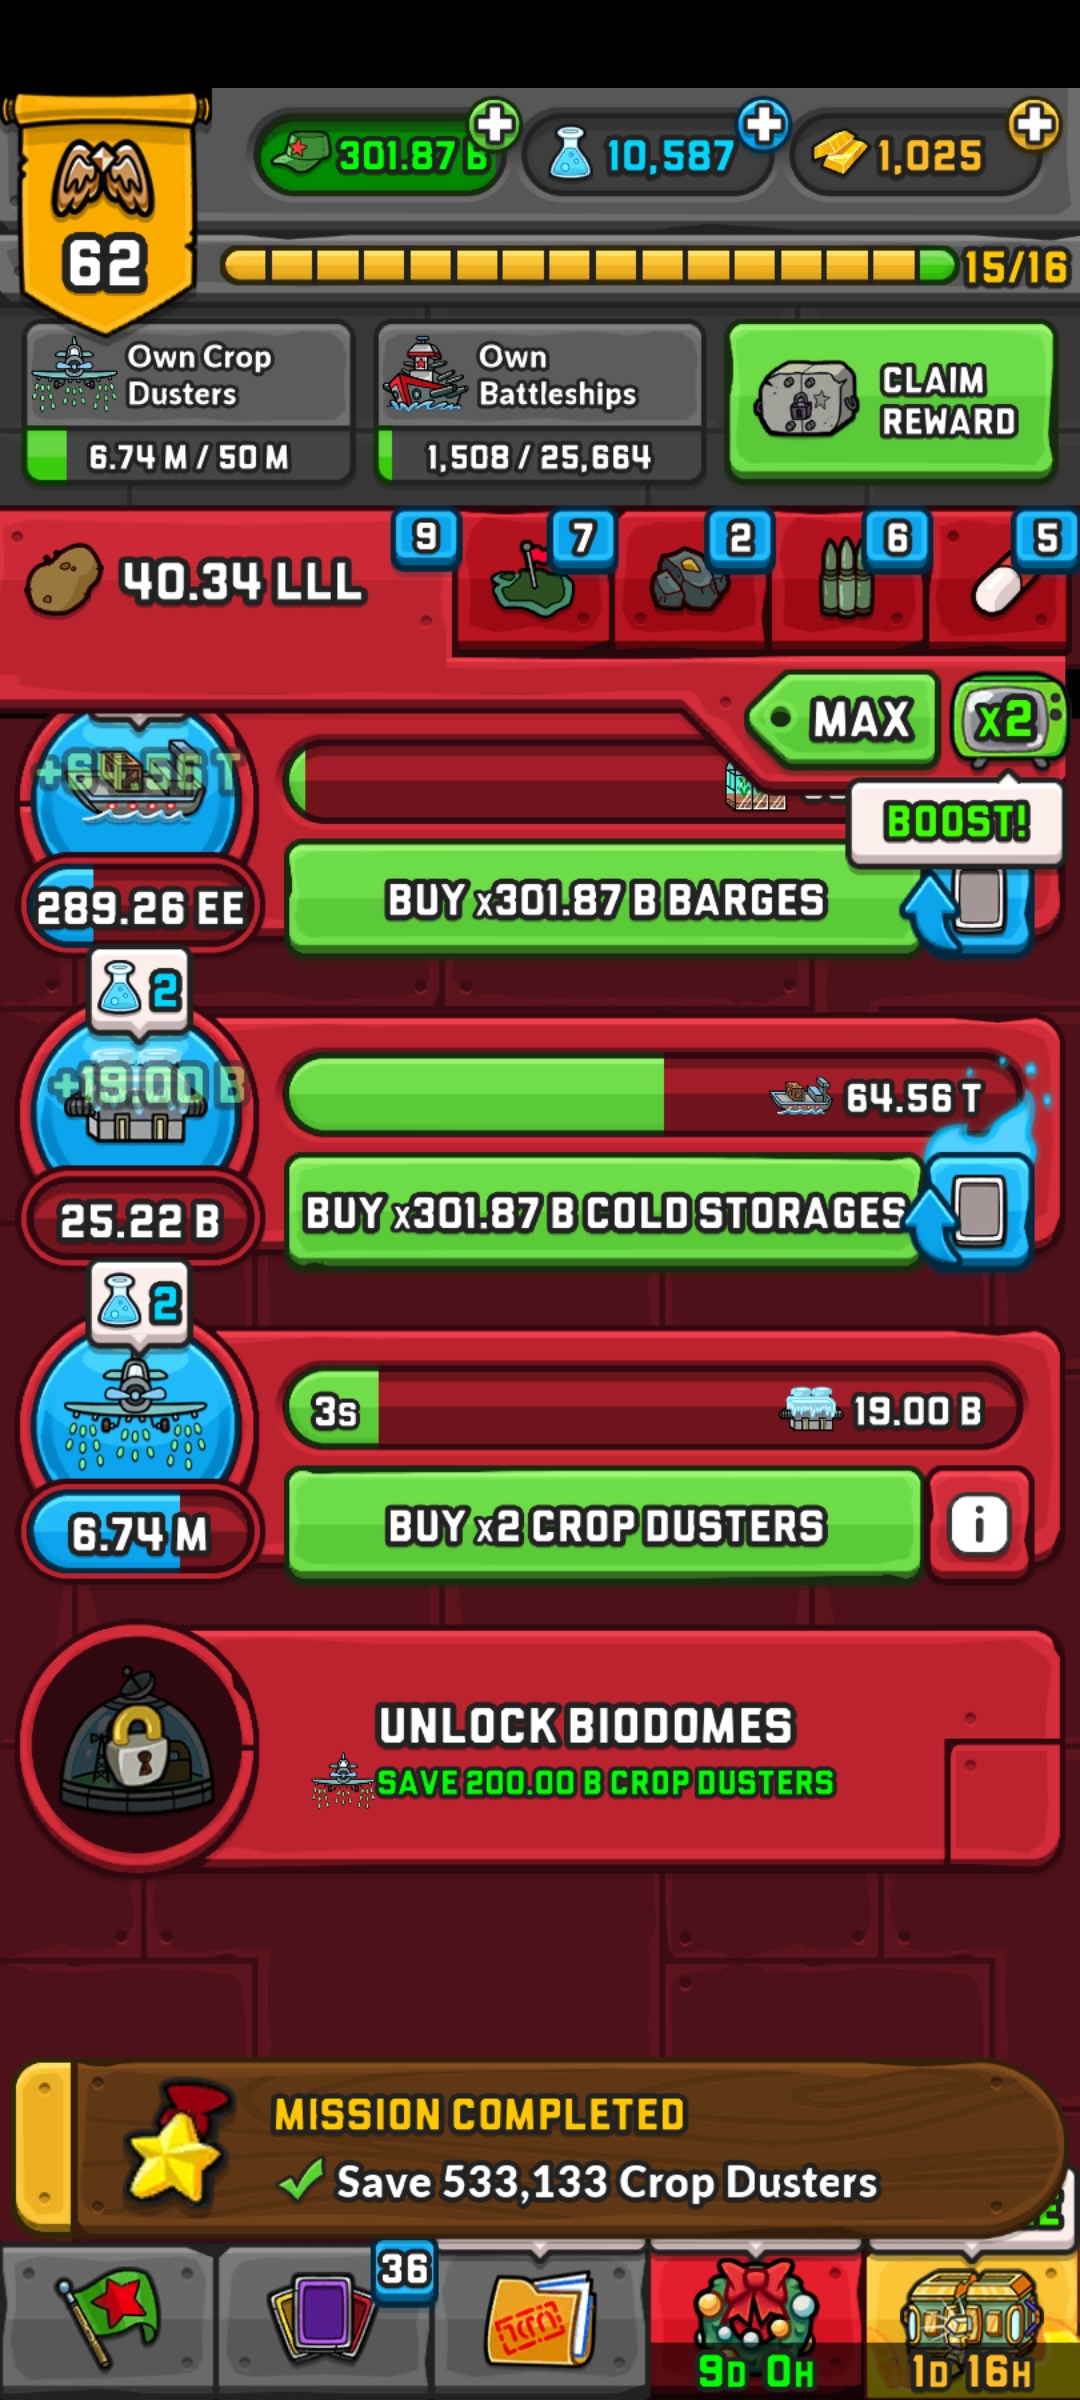 301.87 B
10,587
1,025
62
15/16
Own Crop
Dusters
6.74 M / 50 M
Own
Battleships
1,508 / 25,664
CLAIM
REWARD
40.34 LLL
9
7
2
6
5
MAX
x2
BOOST!
+64.56 T
289.26 EE
BUY x301.87 B BARGES
2
+19.00 B
64.56 T
25.22 B
BUY x301.87 B COLD STORAGES
2
3s
19.00 B
6.74 M
BUY x2 CROP DUSTERS
i
UNLOCK BIODOMES
SAVE 200.00 B CROP DUSTERS
MISSION COMPLETED
Save 533,133 Crop Dusters
36
9D 0H
1D 16H